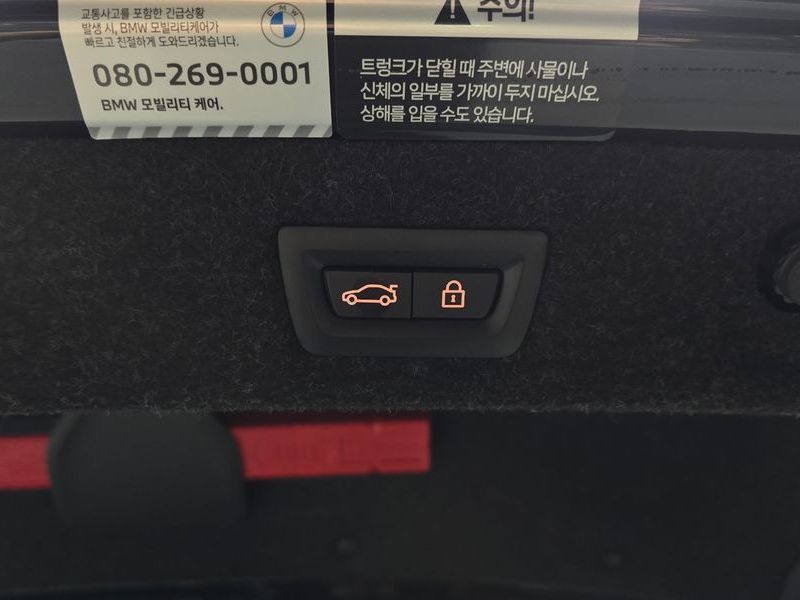 교통사고를 포함한 긴급상황
발생 시, BMW 모빌리티케어가
빠르고 친절하게 도와드리겠습니다.
BMW
080-269-0001
BMW 모빌리티 케어.
주의!
트렁크가 닫힐 때 주변에 사물이나
신체의 일부를 가까이 두지 마십시오.
상해를 입을 수도 있습니다.